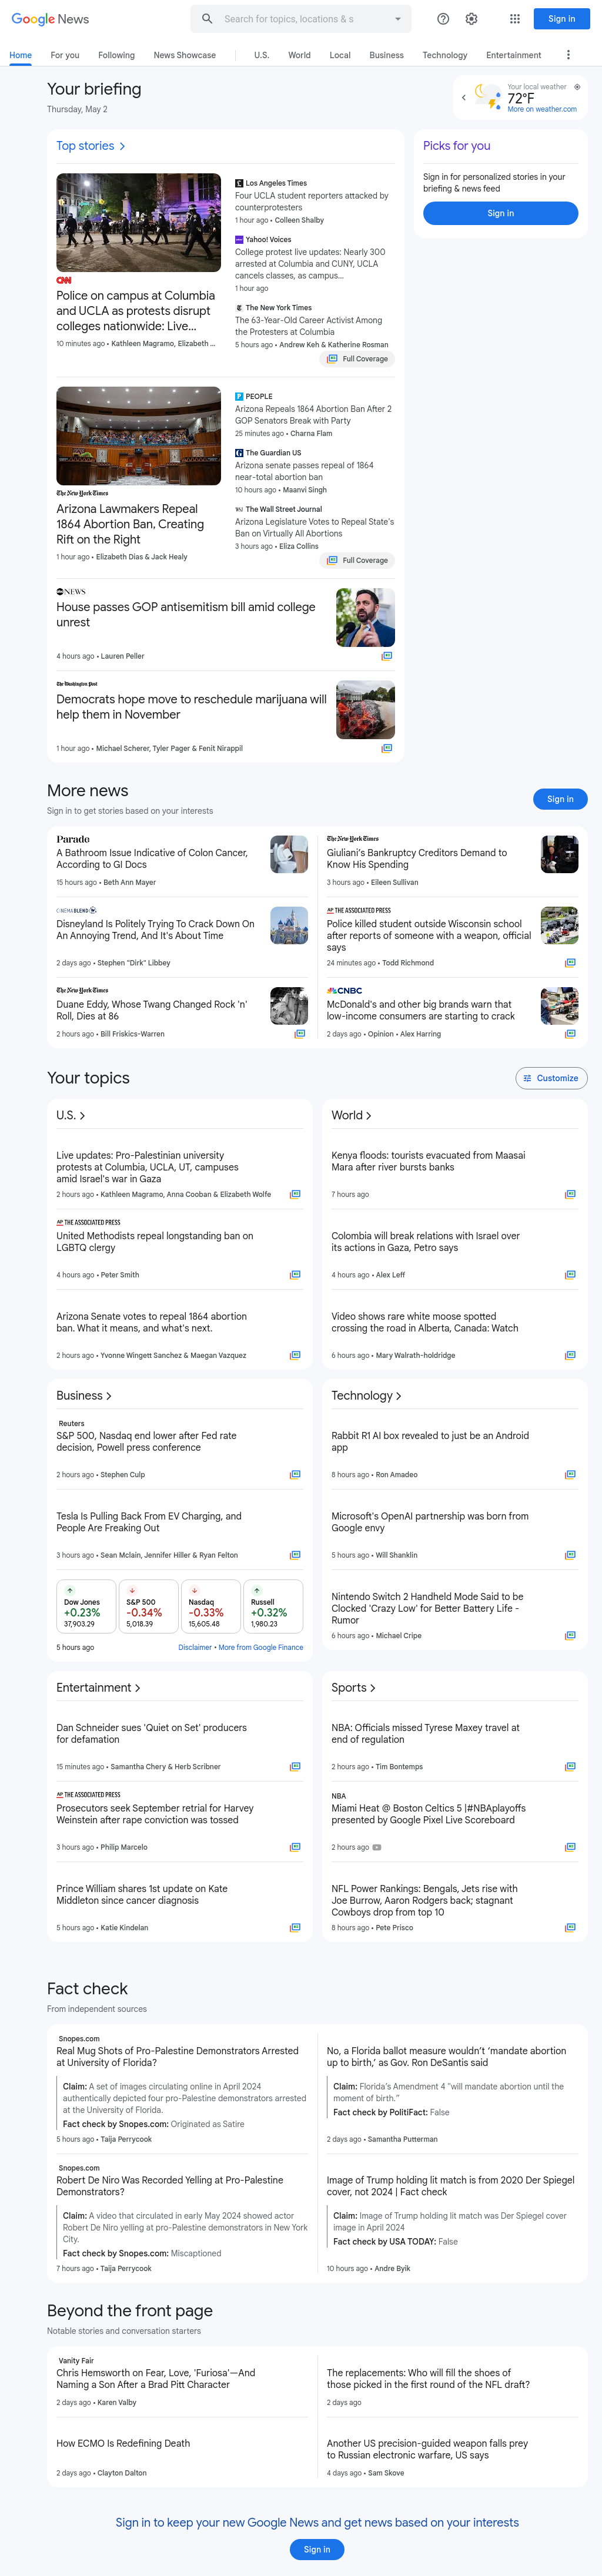 Google News
Search for topics, locations & s
Sign in
Home
For you
Following
News Showcase
U.S.
World
Local
Business
Technology
Entertainment
Your briefing
Thursday, May 2
Your local weather
72°F
More on weather.com
Top stories
CNN
Police on campus at Columbia
and UCLA as protests disrupt
colleges nationwide: Live...
10 minutes ago • Kathleen Magramo, Elizabeth ...
Los Angeles Times
Four UCLA student reporters attacked by
counterprotesters
1 hour ago • Colleen Shalby
Yahoo! Voices
College protest live updates: Nearly 300
arrested at Columbia and CUNY, UCLA
cancels classes, as campus...
1 hour ago
The New York Times
The 63-Year-Old Career Activist Among
the Protesters at Columbia
5 hours ago • Andrew Keh & Katherine Rosman
Full Coverage
The New York Times
Arizona Lawmakers Repeal
1864 Abortion Ban, Creating
Rift on the Right
1 hour ago • Elizabeth Dias & Jack Healy
PEOPLE
Arizona Repeals 1864 Abortion Ban After 2
GOP Senators Break with Party
25 minutes ago • Charna Flam
The Guardian US
Arizona senate passes repeal of 1864
near-total abortion ban
10 hours ago • Maanvi Singh
The Wall Street Journal
Arizona Legislature Votes to Repeal State's
Ban on Virtually All Abortions
3 hours ago • Eliza Collins
Full Coverage
abc NEWS
House passes GOP antisemitism bill amid college
unrest
4 hours ago • Lauren Peller
The Washington Post
Democrats hope move to reschedule marijuana will
help them in November
1 hour ago • Michael Scherer, Tyler Pager & Fenit Nirappil
Picks for you
Sign in for personalized stories in your
briefing & news feed
Sign in
More news
Sign in to get stories based on your interests
Sign in
Parade
A Bathroom Issue Indicative of Colon Cancer,
According to GI Docs
15 hours ago • Beth Ann Mayer
CINEMABLEND
Disneyland Is Politely Trying To Crack Down On
An Annoying Trend, And It's About Time
2 days ago • Stephen "Dirk" Libbey
The New York Times
Duane Eddy, Whose Twang Changed Rock 'n'
Roll, Dies at 86
2 hours ago • Bill Friskics-Warren
The New York Times
Giuliani's Bankruptcy Creditors Demand to
Know His Spending
3 hours ago • Eileen Sullivan
AP THE ASSOCIATED PRESS
Police killed student outside Wisconsin school
after reports of someone with a weapon, official
says
24 minutes ago • Todd Richmond
CNBC
McDonald's and other big brands warn that
low-income consumers are starting to crack
2 days ago • Opinion • Alex Harring
Your topics
Customize
U.S.
Live updates: Pro-Palestinian university
protests at Columbia, UCLA, UT, campuses
amid Israel's war in Gaza
2 hours ago • Kathleen Magramo, Anna Cooban & Elizabeth Wolfe
AP THE ASSOCIATED PRESS
United Methodists repeal longstanding ban on
LGBTQ clergy
4 hours ago • Peter Smith
Arizona Senate votes to repeal 1864 abortion
ban. What it means, and what's next.
2 hours ago • Yvonne Wingett Sanchez & Maegan Vazquez
World
Kenya floods: tourists evacuated from Maasai
Mara after river bursts banks
7 hours ago
Colombia will break relations with Israel over
its actions in Gaza, Petro says
4 hours ago • Alex Leff
Video shows rare white moose spotted
crossing the road in Alberta, Canada: Watch
6 hours ago • Mary Walrath-holdridge
Business
Reuters
S&P 500, Nasdaq end lower after Fed rate
decision, Powell press conference
2 hours ago • Stephen Culp
Tesla Is Pulling Back From EV Charging, and
People Are Freaking Out
3 hours ago • Sean Mclain, Jennifer Hiller & Ryan Felton
Dow Jones
+0.23%
37,903.29
S&P 500
-0.34%
5,018.39
Nasdaq
-0.33%
15,605.48
Russell
+0.32%
1,980.23
5 hours ago
Disclaimer • More from Google Finance
Technology
Rabbit R1 AI box revealed to just be an Android
app
8 hours ago • Ron Amadeo
Microsoft's OpenAI partnership was born from
Google envy
5 hours ago • Will Shanklin
Nintendo Switch 2 Handheld Mode Said to be
Clocked 'Crazy Low' for Better Battery Life -
Rumor
6 hours ago • Michael Cripe
Entertainment
Dan Schneider sues 'Quiet on Set' producers
for defamation
15 minutes ago • Samantha Chery & Herb Scribner
AP THE ASSOCIATED PRESS
Prosecutors seek September retrial for Harvey
Weinstein after rape conviction was tossed
3 hours ago • Philip Marcelo
Prince William shares 1st update on Kate
Middleton since cancer diagnosis
5 hours ago • Katie Kindelan
Sports
NBA: Officials missed Tyrese Maxey travel at
end of regulation
2 hours ago • Tim Bontemps
NBA
Miami Heat @ Boston Celtics 5 |#NBAplayoffs
presented by Google Pixel Live Scoreboard
2 hours ago
NFL Power Rankings: Bengals, Jets rise with
Joe Burrow, Aaron Rodgers back; stagnant
Cowboys drop from top 10
8 hours ago • Pete Prisco
Fact check
From independent sources
Snopes.com
Real Mug Shots of Pro-Palestine Demonstrators Arrested
at University of Florida?
Claim: A set of images circulating online in April 2024
authentically depicted four pro-Palestine demonstrators arrested
at the University of Florida.
Fact check by Snopes.com: Originated as Satire
5 hours ago • Taija Perrycook
Snopes.com
Robert De Niro Was Recorded Yelling at Pro-Palestine
Demonstrators?
Claim: A video that circulated in early May 2024 showed actor
Robert De Niro yelling at pro-Palestine demonstrators in New York
City.
Fact check by Snopes.com: Miscaptioned
7 hours ago • Taija Perrycook
No, a Florida ballot measure wouldn't 'mandate abortion
up to birth,' as Gov. Ron DeSantis said
Claim: Florida's Amendment 4 "will mandate abortion until the
moment of birth."
Fact check by PolitiFact: False
2 days ago • Samantha Putterman
Image of Trump holding lit match is from 2020 Der Spiegel
cover, not 2024 | Fact check
Claim: Image of Trump holding lit match was Der Spiegel cover
image in April 2024
Fact check by USA TODAY: False
10 hours ago • Andre Byik
Beyond the front page
Notable stories and conversation starters
Vanity Fair
Chris Hemsworth on Fear, Love, 'Furiosa'—And
Naming a Son After a Brad Pitt Character
2 days ago • Karen Valby
How ECMO Is Redefining Death
2 days ago • Clayton Dalton
The replacements: Who will fill the shoes of
those picked in the first round of the NFL draft?
2 days ago
Another US precision-guided weapon falls prey
to Russian electronic warfare, US says
4 days ago • Sam Skove
Sign in to keep your new Google News and get news based on your interests
Sign in